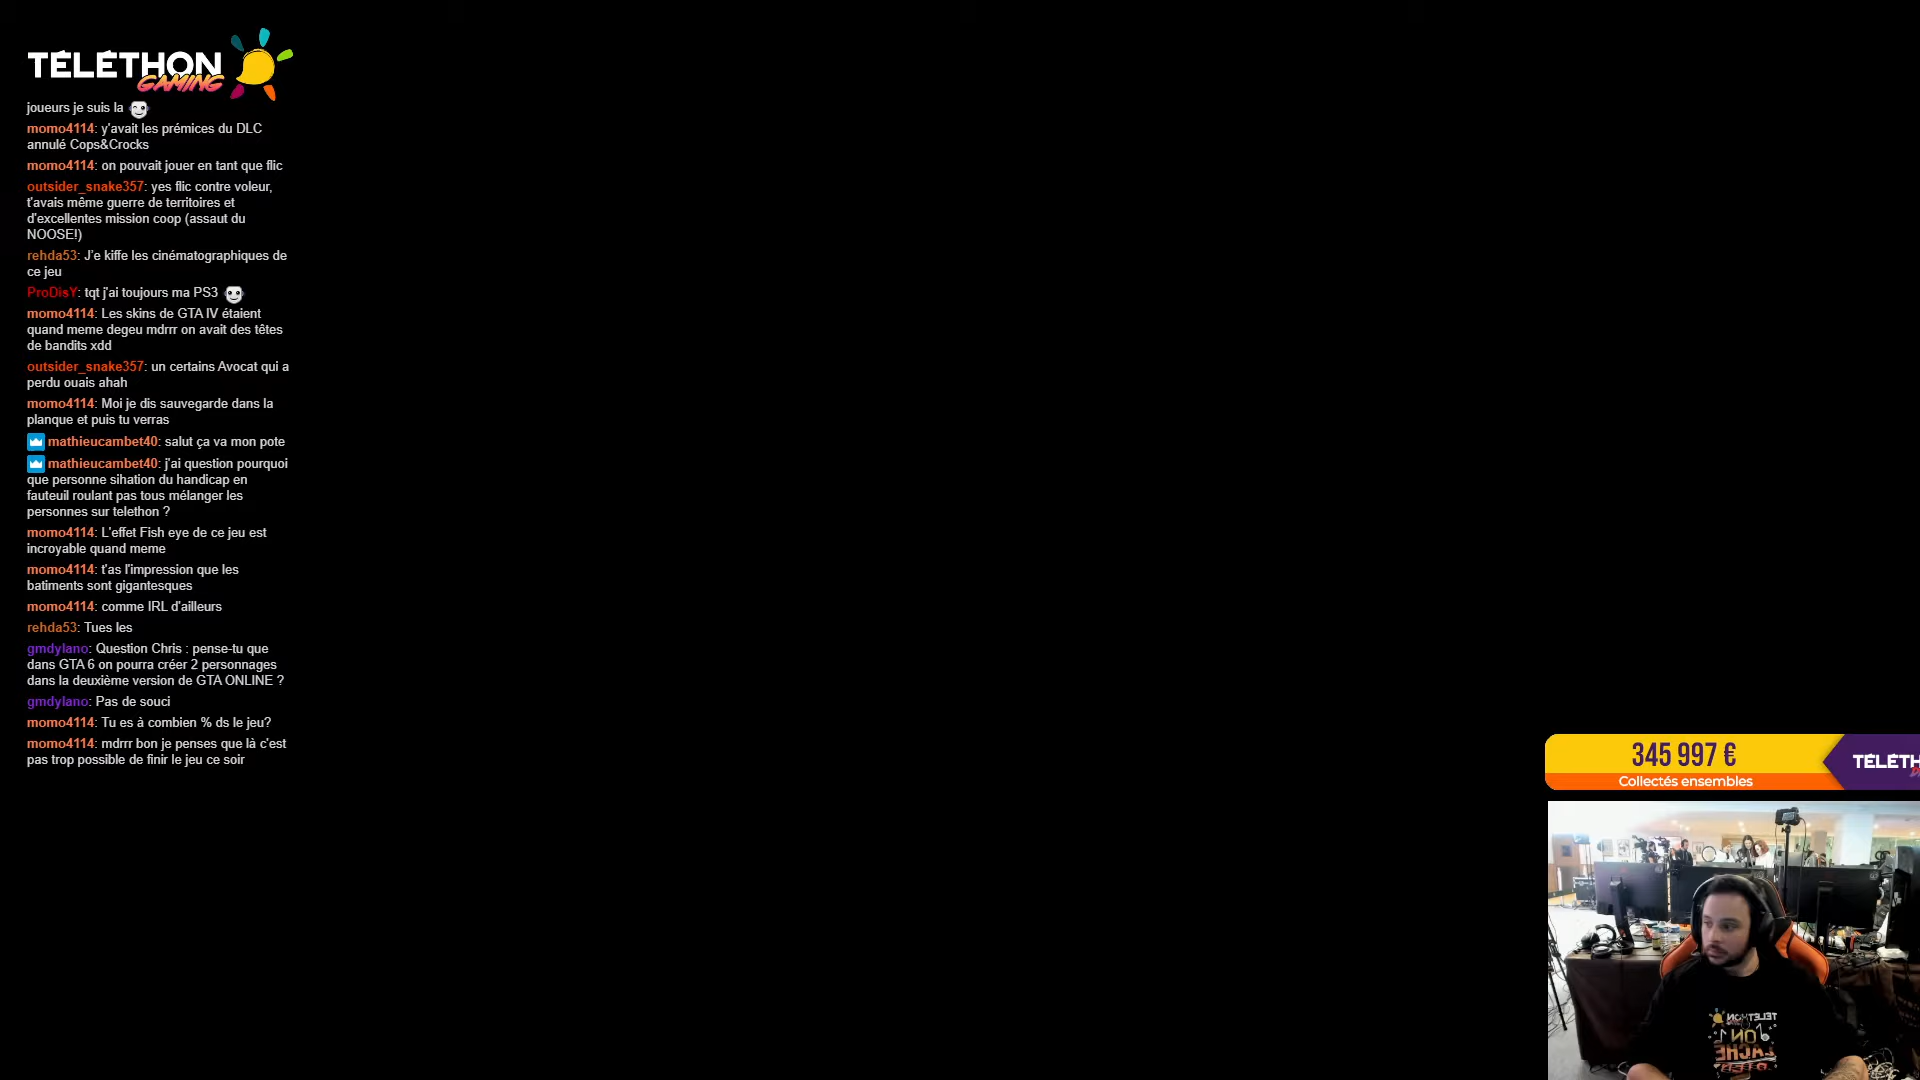 TÉLÉTHON
GAMING
joueurs je suis la
momo4114: y'avait les prémices du DLC
annulé Cops&Crocks
momo4114: on pouvait jouer en tant que flic
outsider_snake357: yes flic contre voleur,
t'avais même guerre de territoires et
d'excellentes mission coop (assaut du
NOOSE!)
rehda53: J'e kiffe les cinématographiques de
ce jeu
ProDisY: tqt j'ai toujours ma PS3
momo4114: Les skins de GTA IV étaient
quand meme degeu mdrrr on avait des têtes
de bandits xdd
outsider_snake357: un certains Avocat qui a
perdu ouais ahah
momo4114: Moi je dis sauvegarde dans la
planque et puis tu verras
mathieucambet40: salut ça va mon pote
mathieucambet40: j'ai question pourquoi
que personne sihation du handicap en
fauteuil roulant pas tous mélanger les
personnes sur telethon ?
momo4114: L'effet Fish eye de ce jeu est
incroyable quand meme
momo4114: t'as l'impression que les
batiments sont gigantesques
momo4114: comme IRL d'ailleurs
rehda53: Tues les
gmdylano: Question Chris : pense-tu que
dans GTA 6 on pourra créer 2 personnages
dans la deuxième version de GTA ONLINE ?
gmdylano: Pas de souci
momo4114: Tu es à combien % ds le jeu?
momo4114: mdrrr bon je penses que là c'est
pas trop possible de finir le jeu ce soir
345 997 €
Collectés ensembles
TÉLÉTH
TELETHON
ON
LACHE
RIEN